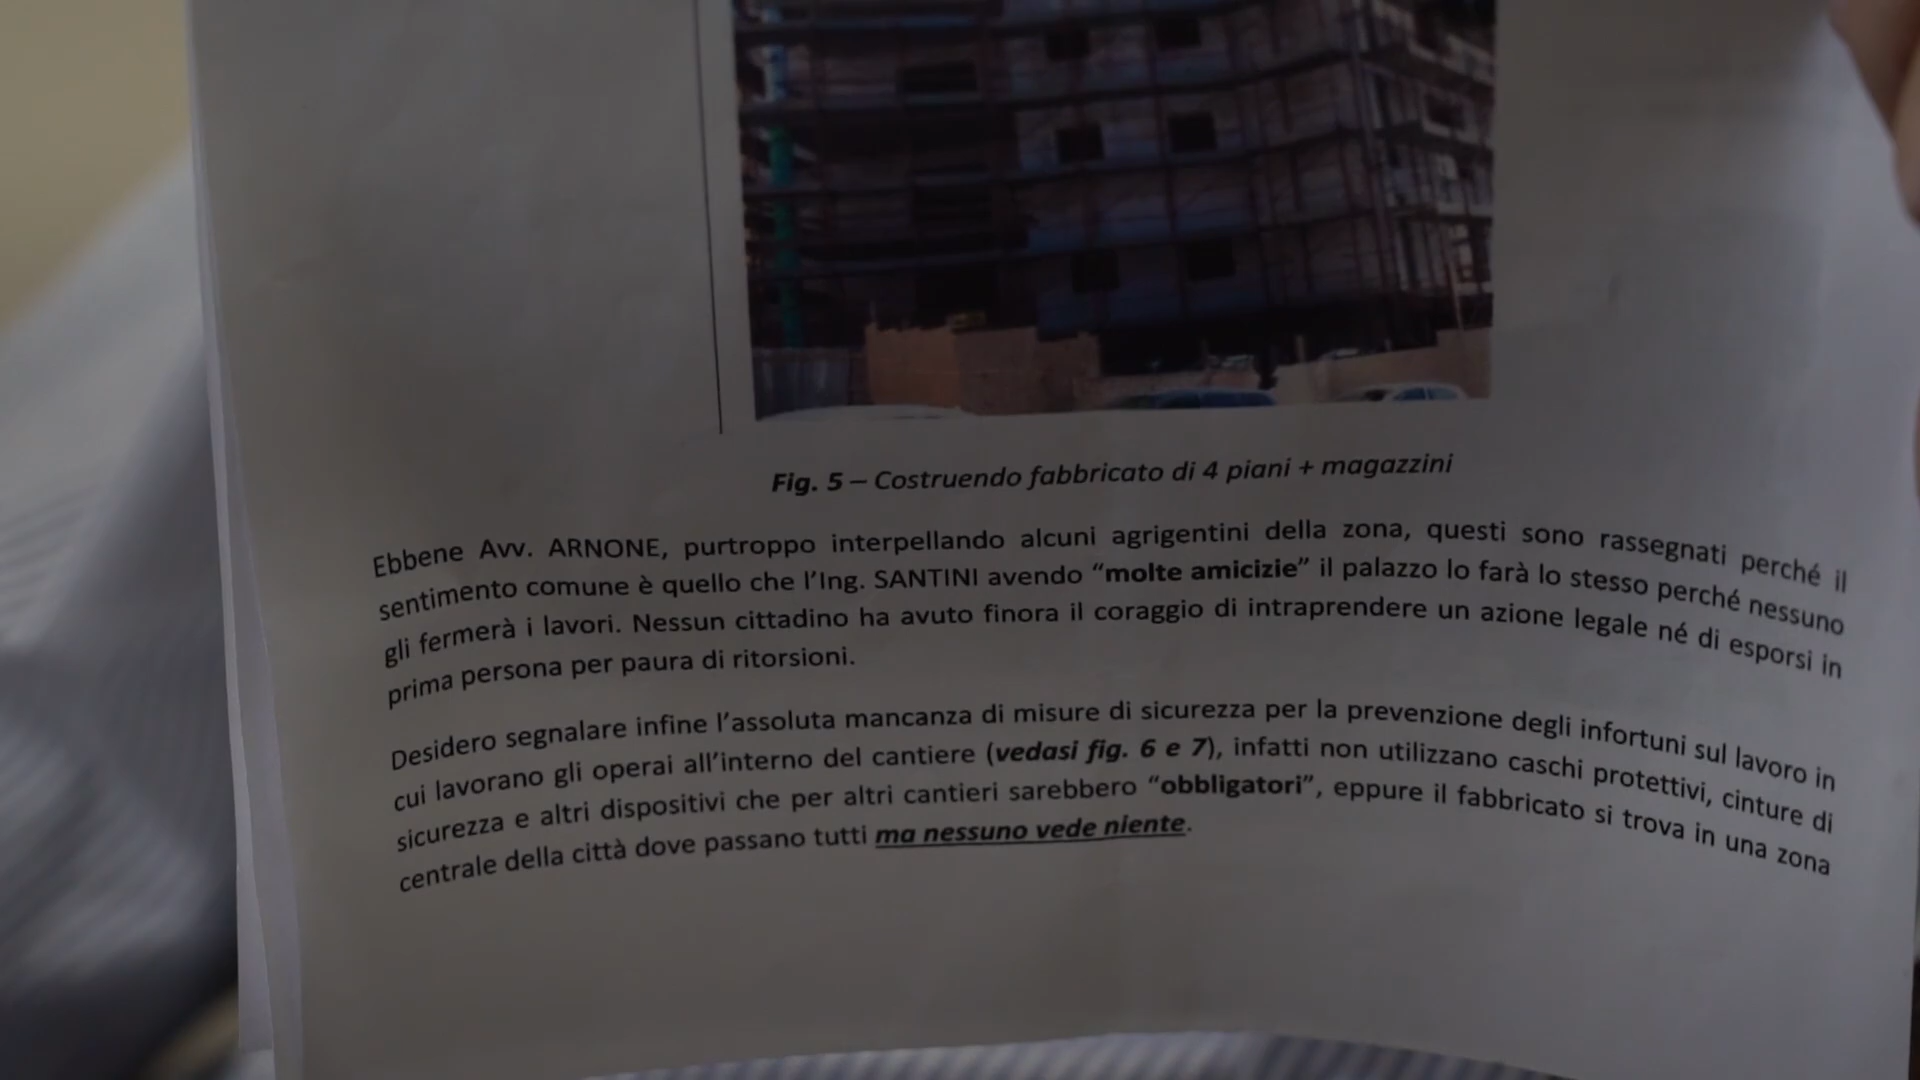 Fig. 5 – Costruendo fabbricato di 4 piani + magazzini
Ebbene Avv. ARNONE, purtroppo interpellando alcuni agrigentini della zona, questi sono rassegnati perché il
sentimento comune è quello che l'Ing. SANTINI avendo “molte amicizie” il palazzo lo farà lo stesso perché nessuno
gli fermerà i lavori. Nessun cittadino ha avuto finora il coraggio di intraprendere un azione legale né di esporsi in
prima persona per paura di ritorsioni.
Desidero segnalare infine l'assoluta mancanza di misure di sicurezza per la prevenzione degli infortuni sul lavoro in
cui lavorano gli operai all'interno del cantiere (vedasi fig. 6 e 7), infatti non utilizzano caschi protettivi, cinture di
sicurezza e altri dispositivi che per altri cantieri sarebbero “obbligatori”, eppure il fabbricato si trova in una zona
centrale della città dove passano tutti ma nessuno vede niente.